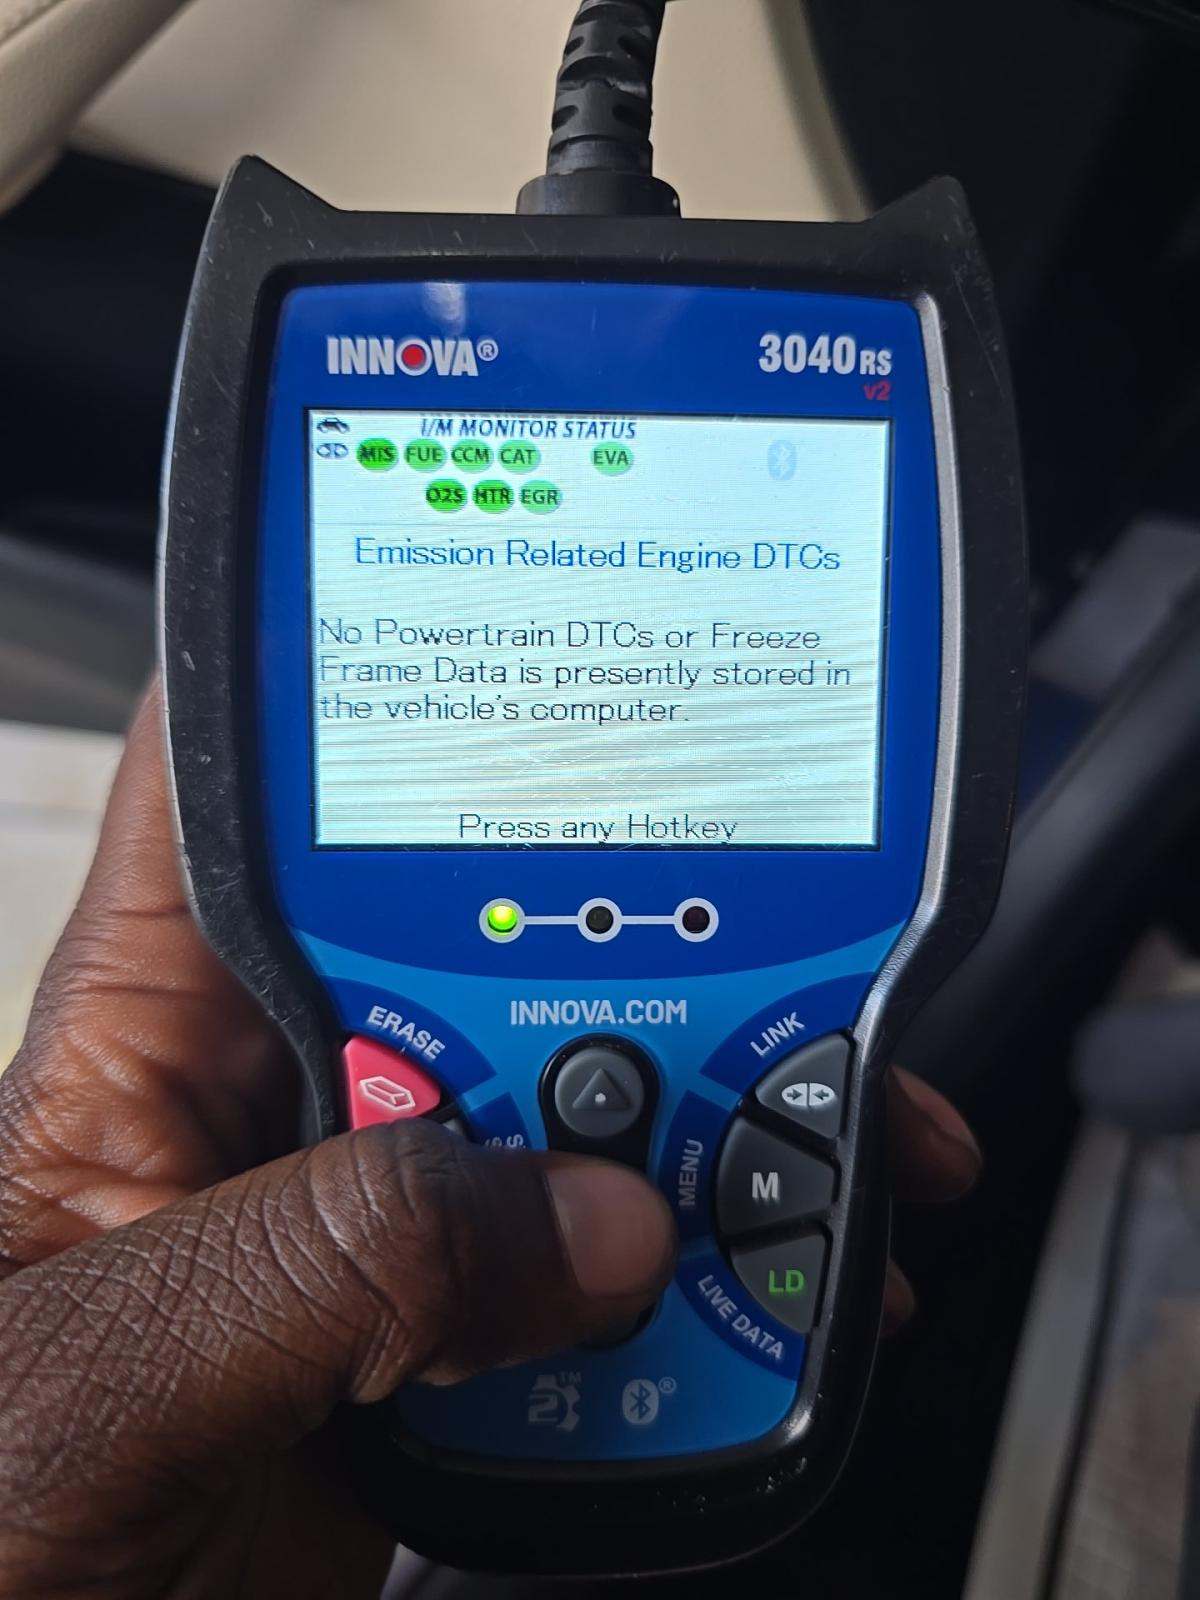 INNOVA®
3040RS
v2
I/M MONITOR STATUS
MIS FUE CCM CAT EVA
O2S HTR EGR
Emission Related Engine DTCs
No Powertrain DTCs or Freeze
Frame Data is presently stored in
the vehicle's computer.
Press any Hotkey
INNOVA.COM
ERASE
LINK
MENU
M
LD
LIVE DATA
2™
®